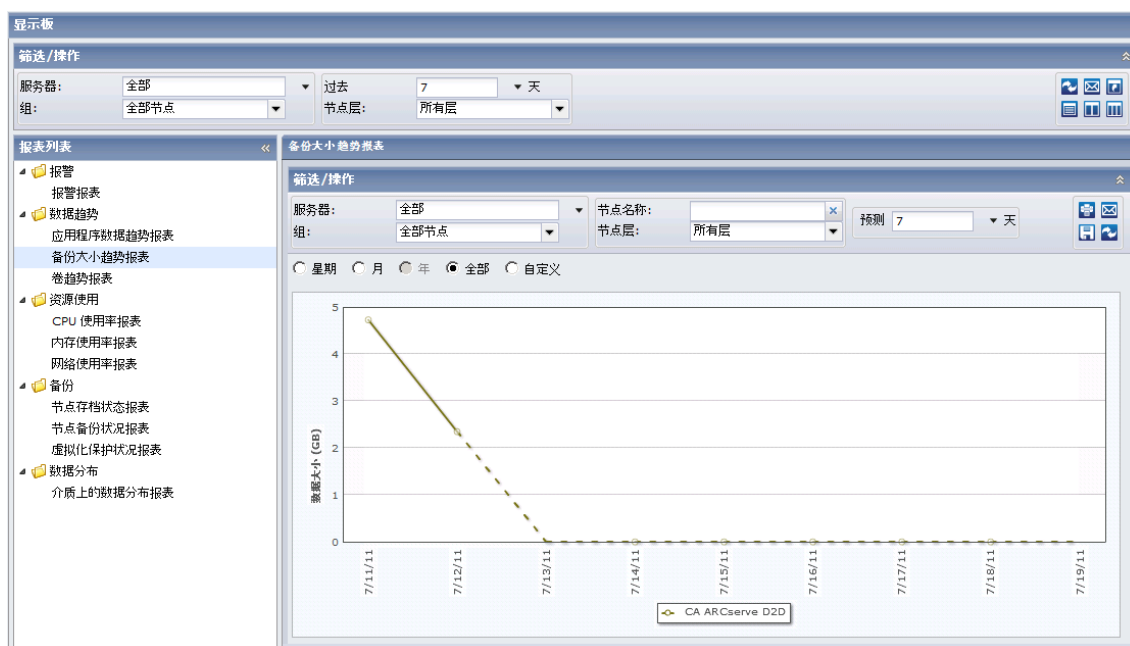 显示板
筛选/操作
服务器: 全部 过去 7 天
组: 全部节点 节点层: 所有层
报表列表
报警
报警报表
数据趋势
应用程序数据趋势报表
备份大小趋势报表
卷趋势报表
资源使用
CPU 使用率报表
内存使用率报表
网络使用率报表
备份
节点存档状态报表
节点备份状况报表
虚拟化保护状况报表
数据分布
介质上的数据分布报表
备份大小趋势报表
筛选/操作
服务器: 全部 节点名称: 预测 7 天
组: 全部节点 节点层: 所有层
星期 月 年 全部 自定义
数据大小 (GB)
5
4
3
2
1
0
7/11/11
7/12/11
7/13/11
7/14/11
7/15/11
7/16/11
7/17/11
7/18/11
7/19/11
CA ARCserve D2D